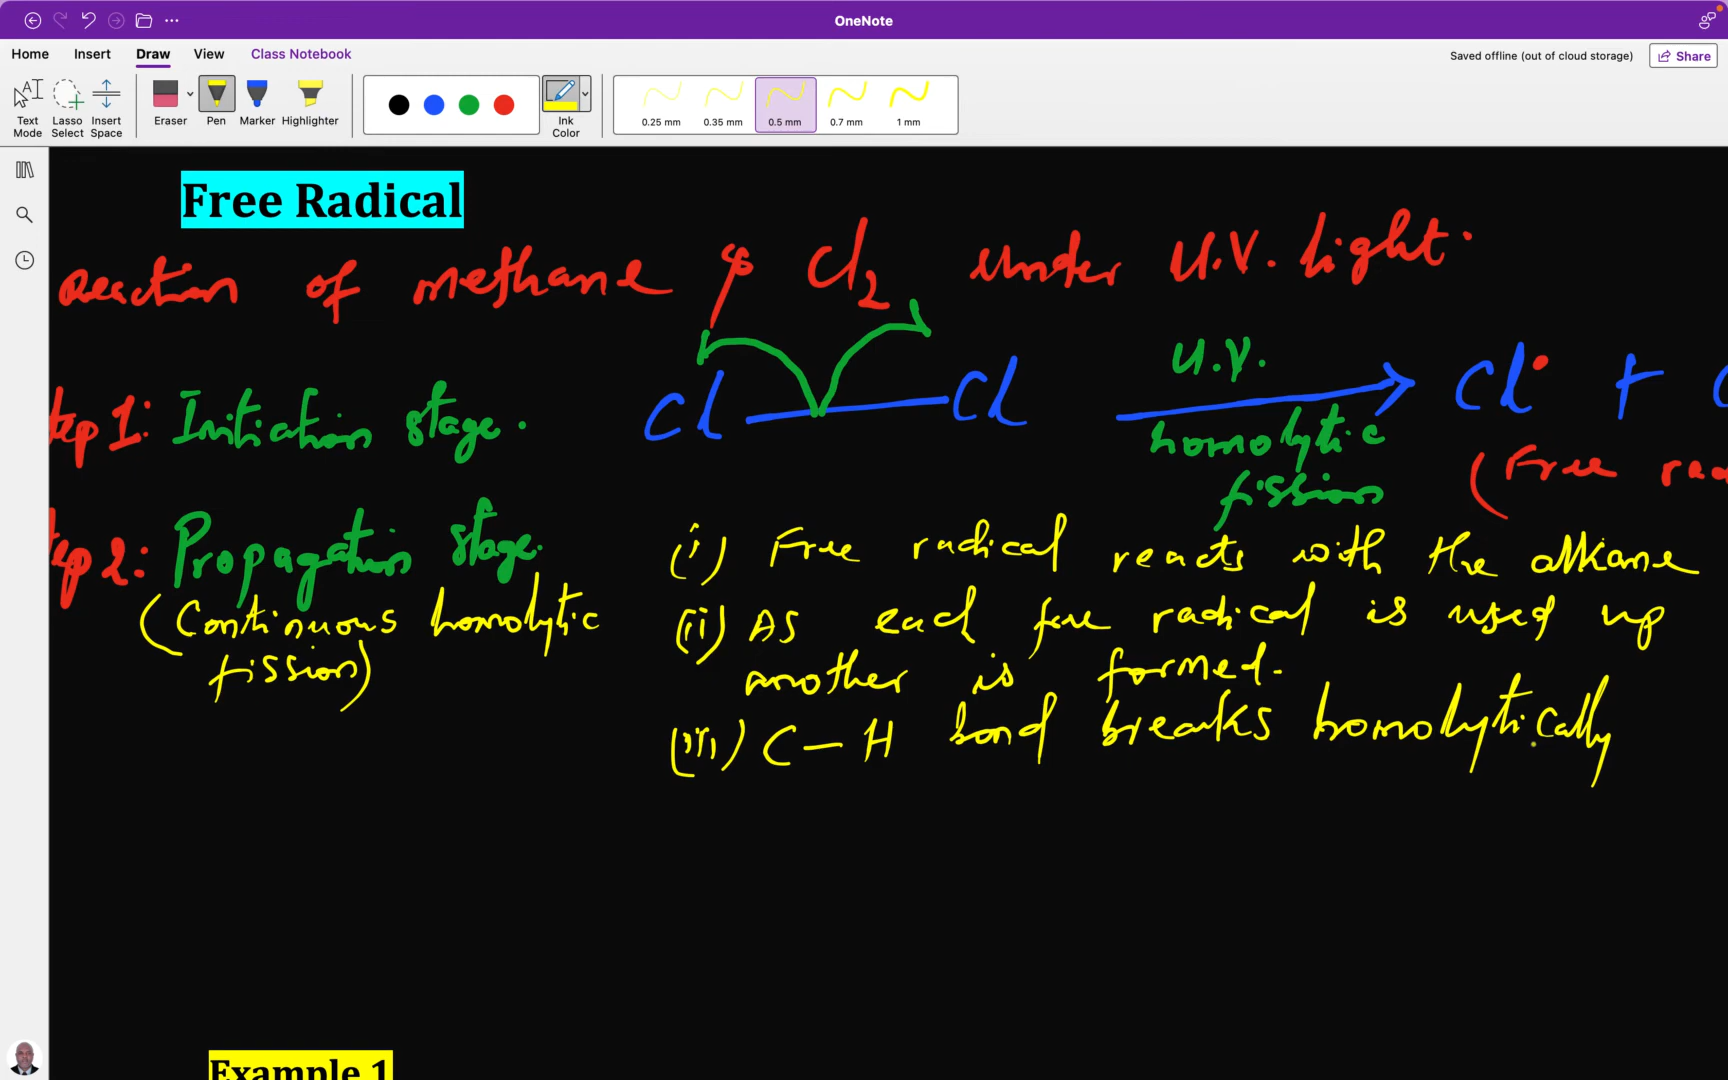 OneNote
Home Insert Draw View Class Notebook
Saved offline (out of cloud storage) Share
Text Mode Lasso Select Insert Space Eraser Pen Marker Highlighter Ink Color 0.25 mm 0.35 mm 0.5 mm 0.7 mm 1 mm
Free Radical
Reaction of methane & Cl2 under U.V. light.
tep 1: Initiation stage. Cl — Cl U.V. Cl• + C
homolytic
fission
(Free rad
tep 2: Propagation stage. (i) Free radical reacts with the alkane
(Continuous homolytic (ii) As each free radical is used up
fission) another is formed.
(iii) C — H bond breaks homolytically
Example 1